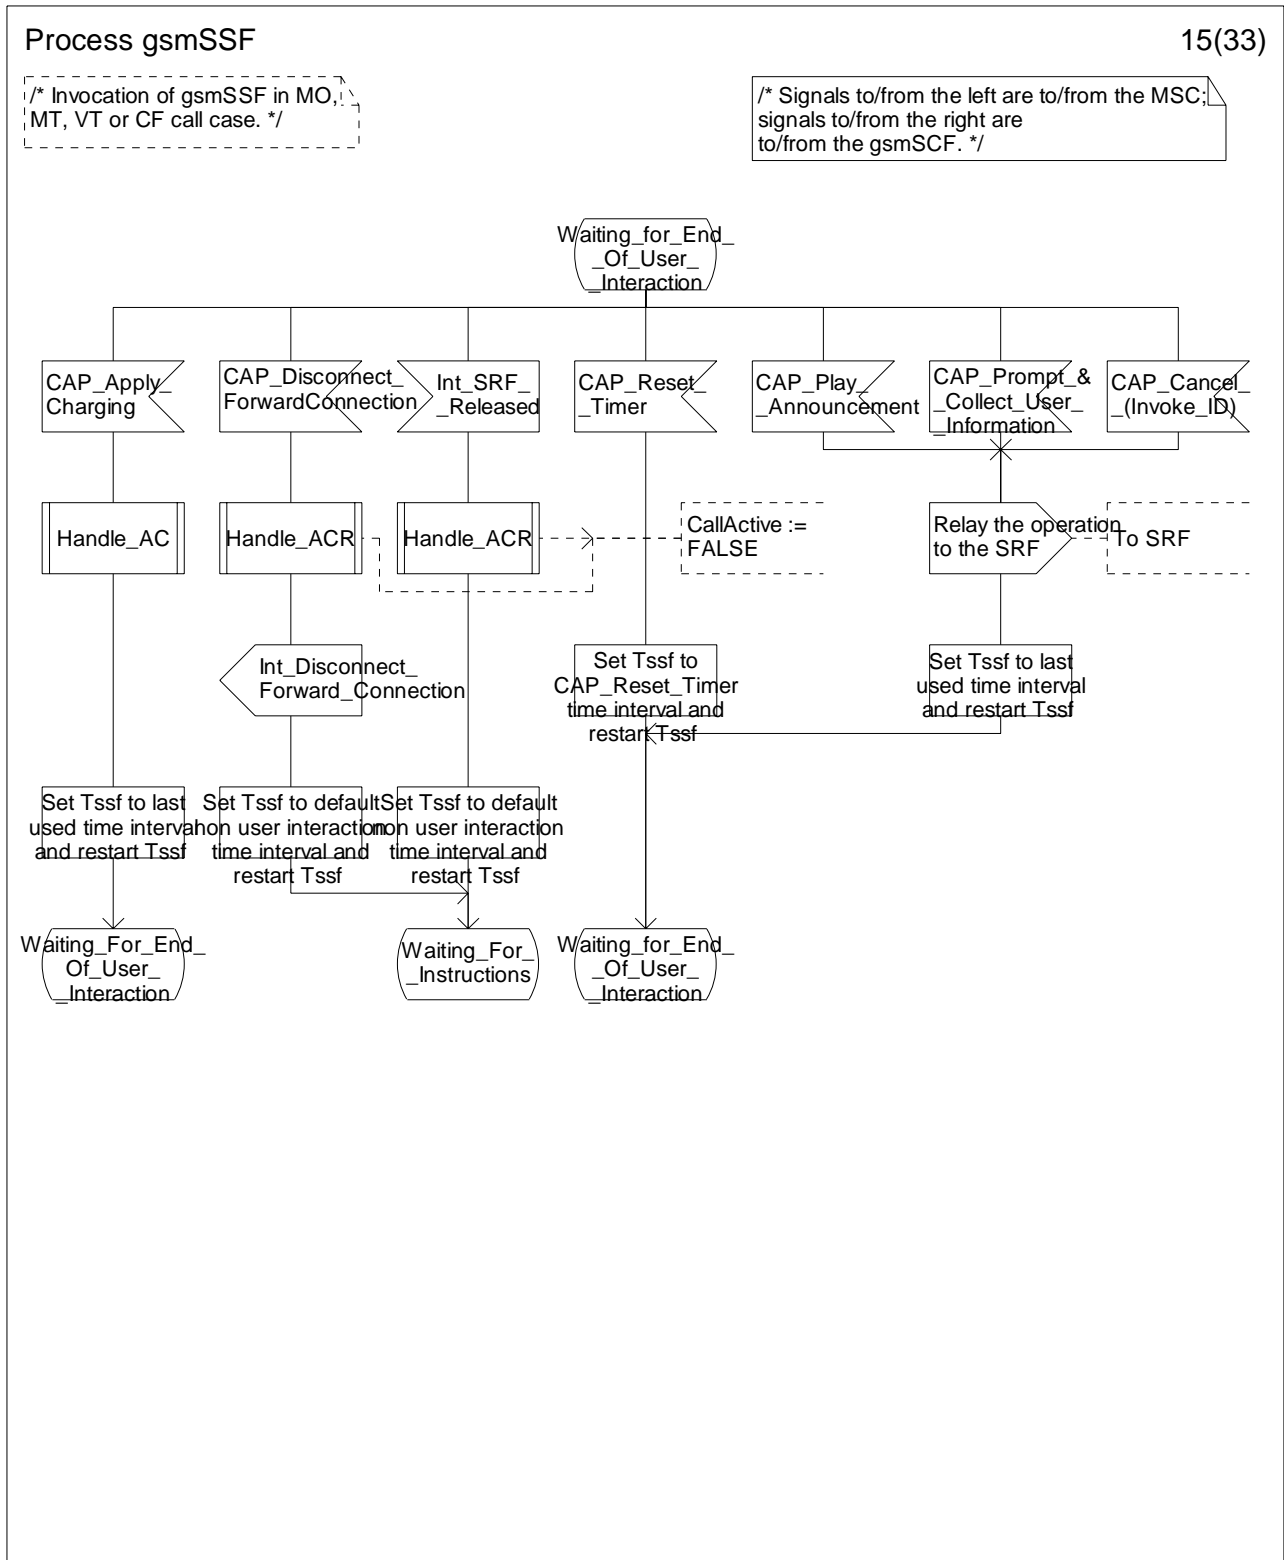 Process gsmSSF
15(33)
/* Invocation of gsmSSF in MO,
MT, VT or CF call case. */
/* Signals to/from the left are to/from the MSC;
signals to/from the right are
to/from the gsmSCF. */
Waiting_for_End_
_Of_User_
_Interaction
CAP_Apply_
_Charging
CAP_Disconnect_
_ForwardConnection
Int_SRF_
_Released
CAP_Reset_
_Timer
CAP_Play_
_Announcement
CAP_Prompt_&
_Collect_User_
_Information
CAP_Cancel_
_(Invoke_ID)
Handle_AC
Handle_ACR
Handle_ACR
CallActive :=
FALSE
Relay the operation
to the SRF
To SRF
Int_Disconnect_
_Forward_Connection
Set Tssf to
CAP_Reset_Timer
time interval and
restart Tssf
Set Tssf to last
used time interval
and restart Tssf
Set Tssf to last
used time interval
and restart Tssf
Set Tssf to default
non user interaction
time interval and
restart Tssf
Set Tssf to default
non user interaction
time interval and
restart Tssf
Waiting_For_End_
_Of_User_
_Interaction
Waiting_For_
_Instructions
Waiting_for_End_
_Of_User_
_Interaction